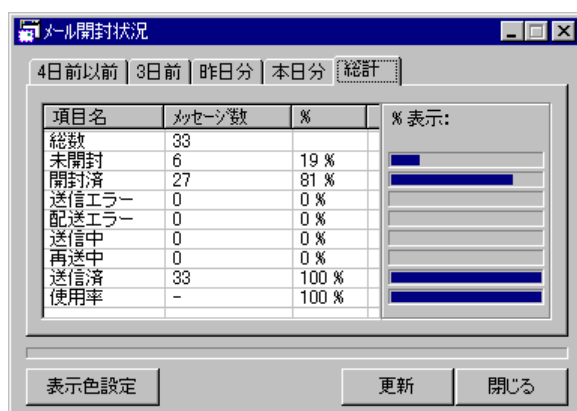 メール開封状況
4日前以前 3日前 昨日分 本日分 総計
項目名 メッセージ数 % %表示:
総数 33
未開封 6 19 %
開封済 27 81 %
送信エラー 0 0 %
配送エラー 0 0 %
送信中 0 0 %
再送中 0 0 %
送信済 33 100 %
使用率 - 100 %
表示色設定 更新 閉じる